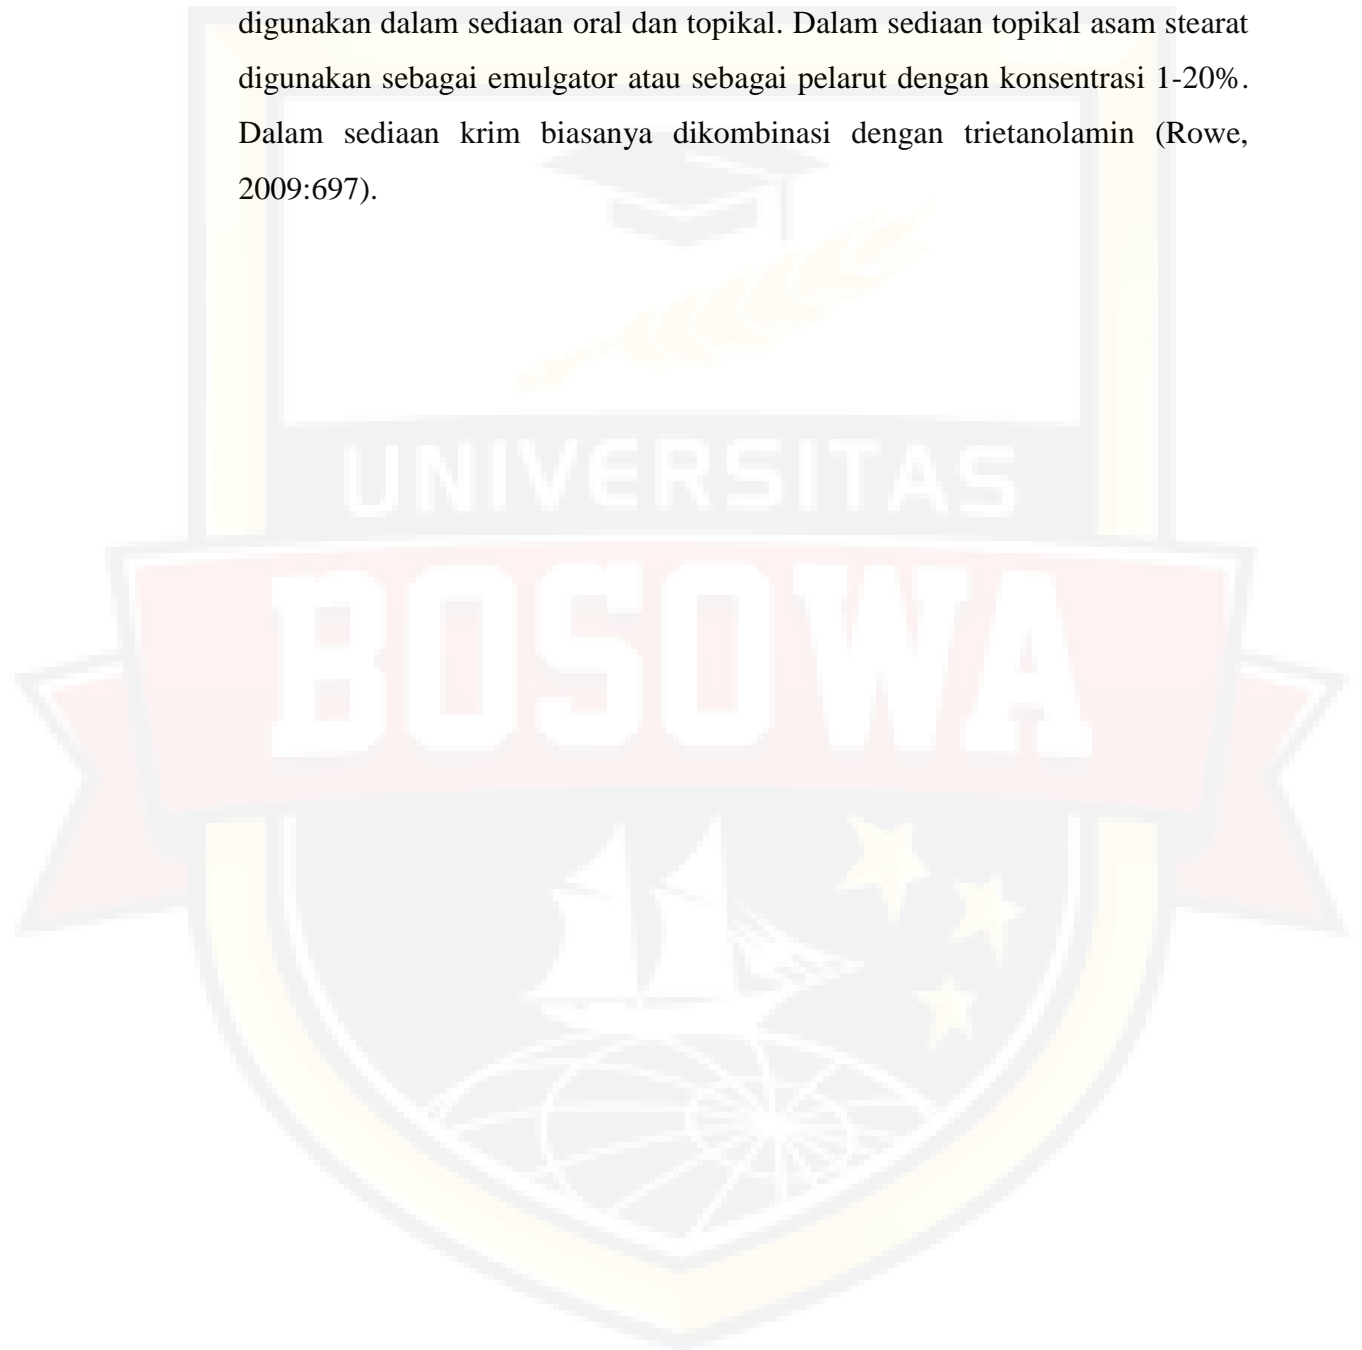 digunakan dalam sediaan oral dan topikal. Dalam sediaan topikal asam stearat
digunakan sebagai emulgator atau sebagai pelarut dengan konsentrasi 1-20%.
Dalam sediaan krim biasanya dikombinasi dengan trietanolamin (Rowe,
2009:697).
UNIVERSITAS
BOSOWA